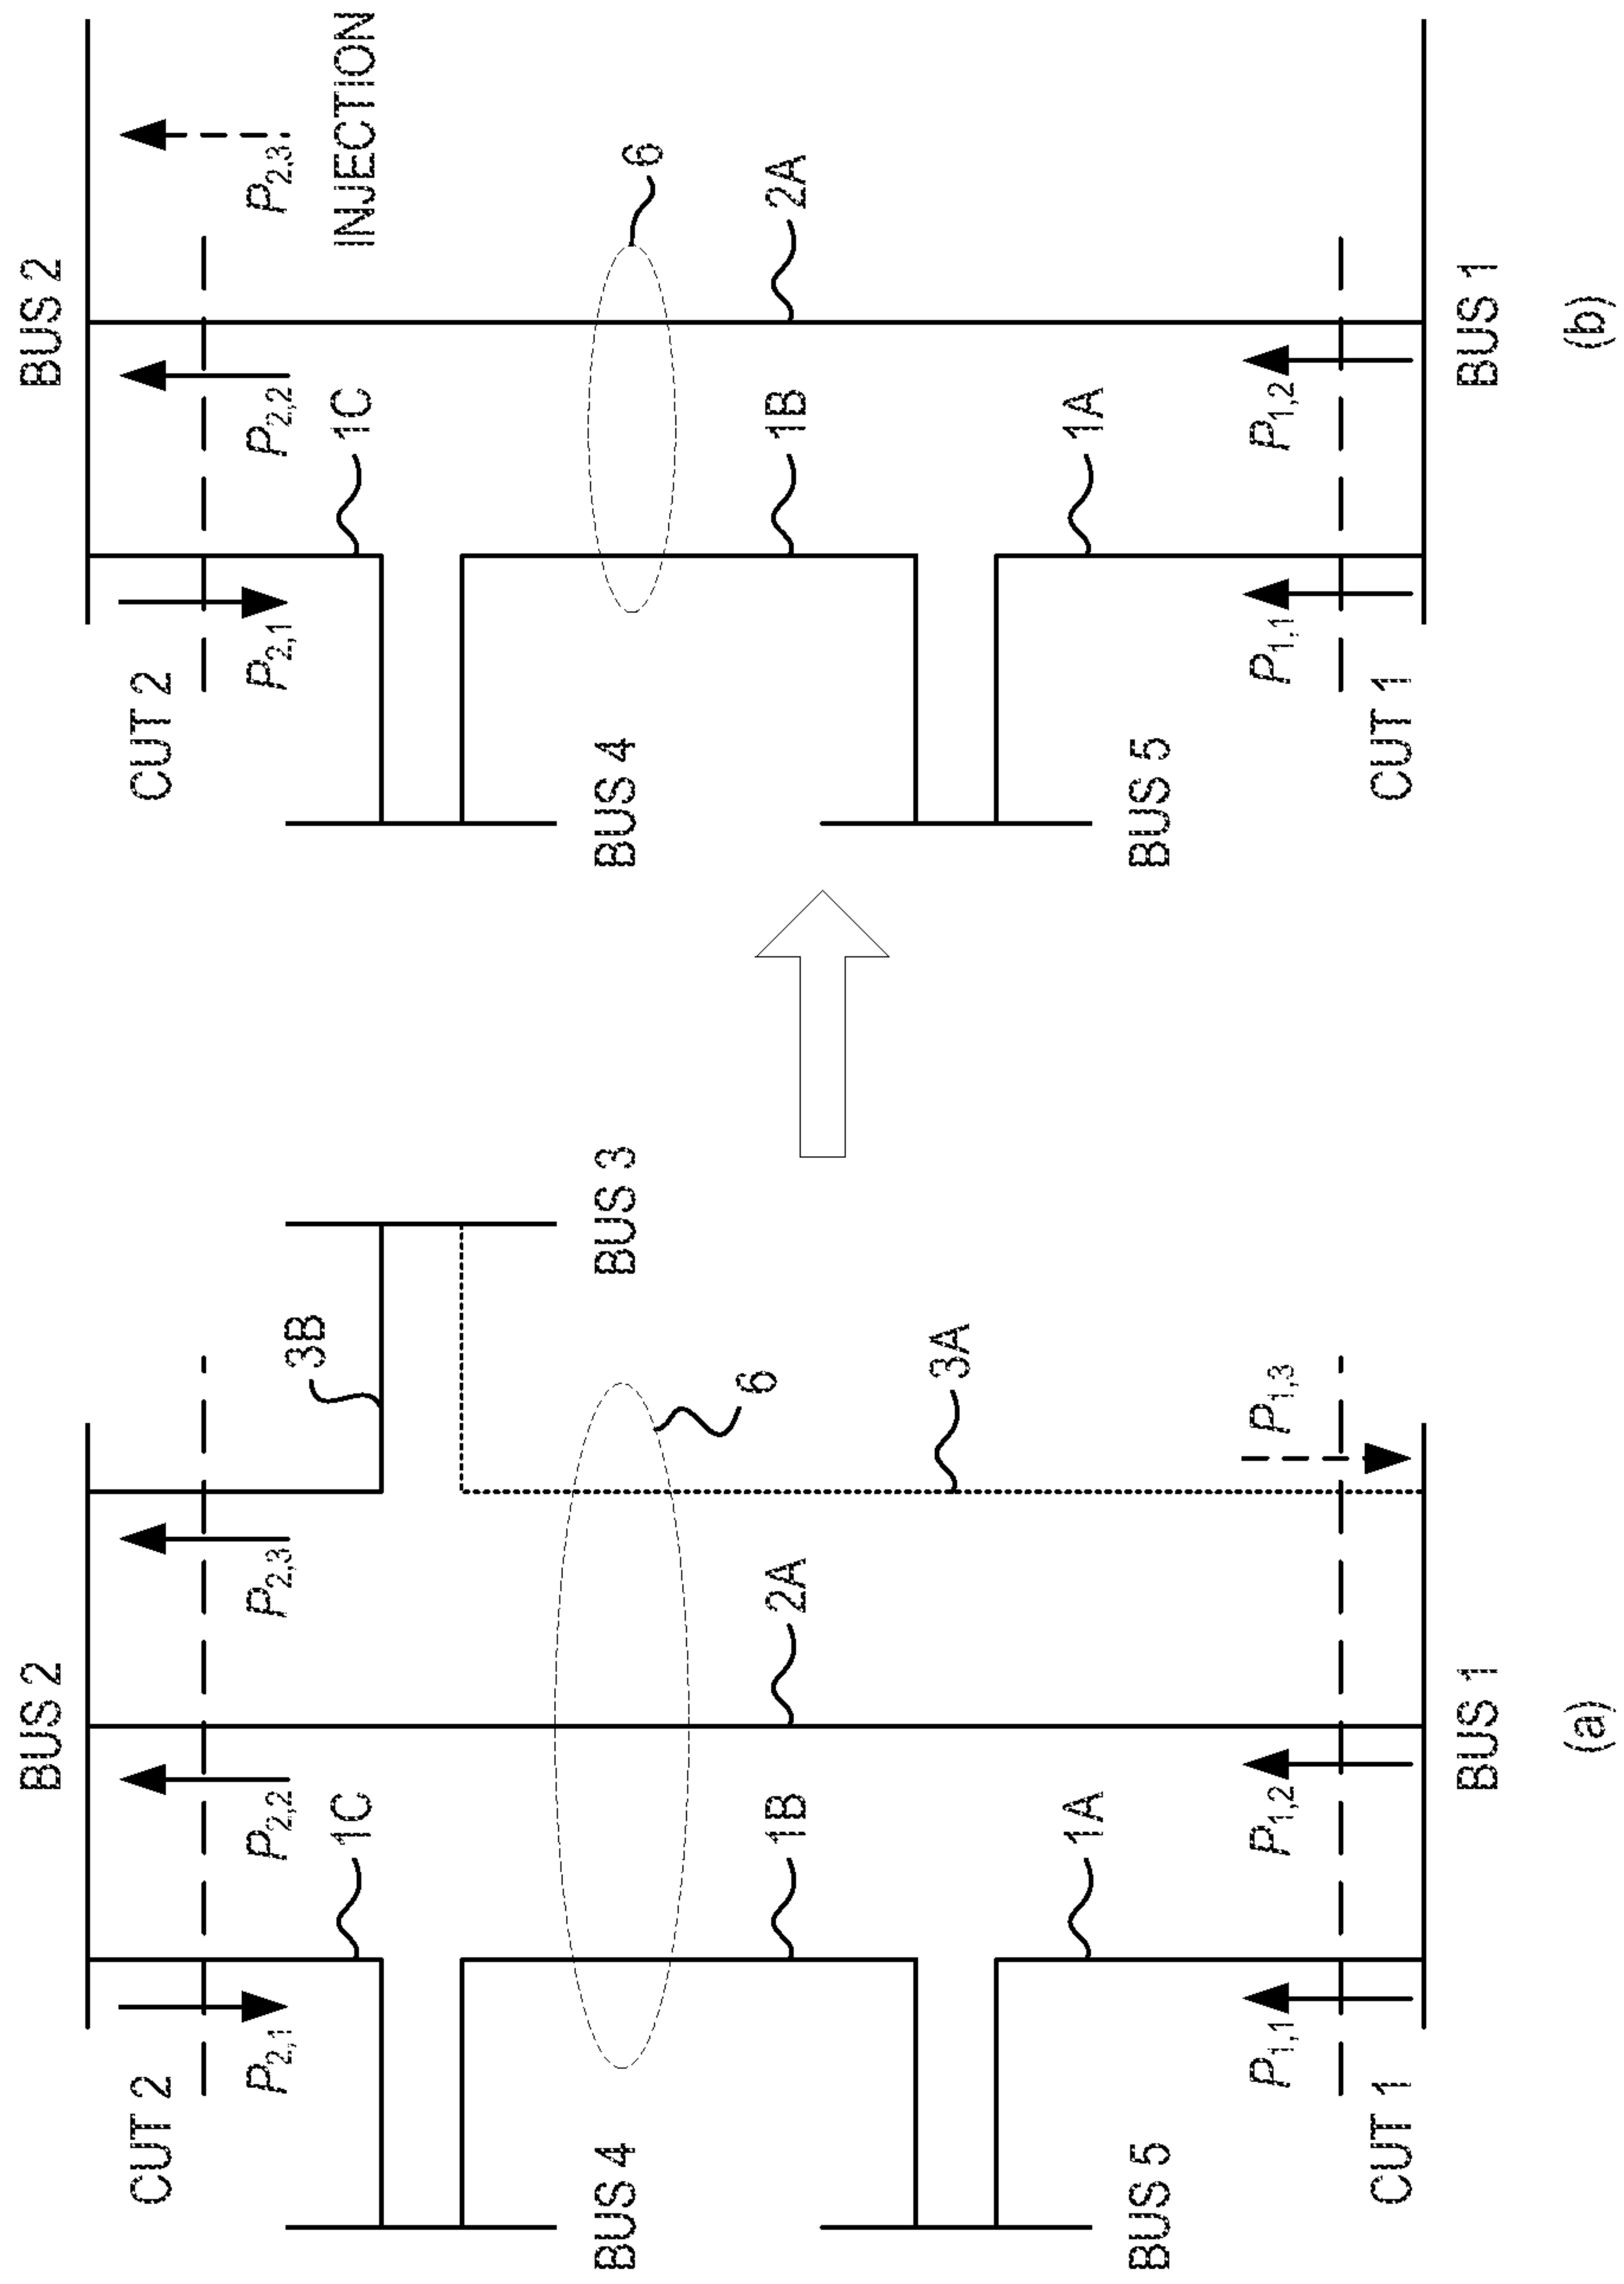 BUS 2
CUT 2
P2,1
P2,2
P2,3
1C
3B
BUS 4
BUS 3
6
1B
2A
3A
1A
BUS 5
P1,1
P1,2
P1,3
CUT 1
BUS 1
(a)
BUS 2
CUT 2
P2,1
P2,2
P2,3
1C
INJECTION
BUS 4
6
1B
2A
1A
BUS 5
P1,1
P1,2
CUT 1
BUS 1
(b)